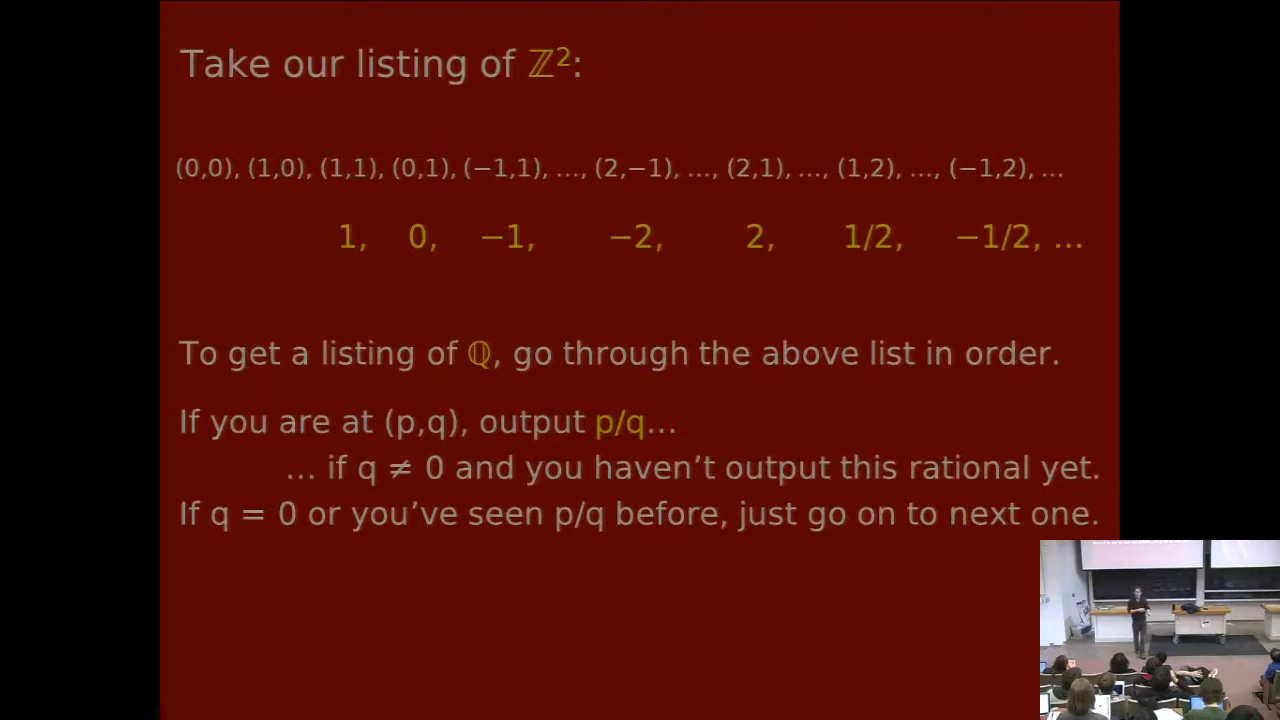 Take our listing of ℤ²:
(0,0), (1,0), (1,1), (0,1), (−1,1), …, (2,−1), …, (2,1), …, (1,2), …, (−1,2), …
1, 0, −1, −2, 2, 1/2, −1/2, …
To get a listing of ℚ, go through the above list in order.
If you are at (p,q), output p/q…
… if q ≠ 0 and you haven’t output this rational yet.
If q = 0 or you’ve seen p/q before, just go on to next one.